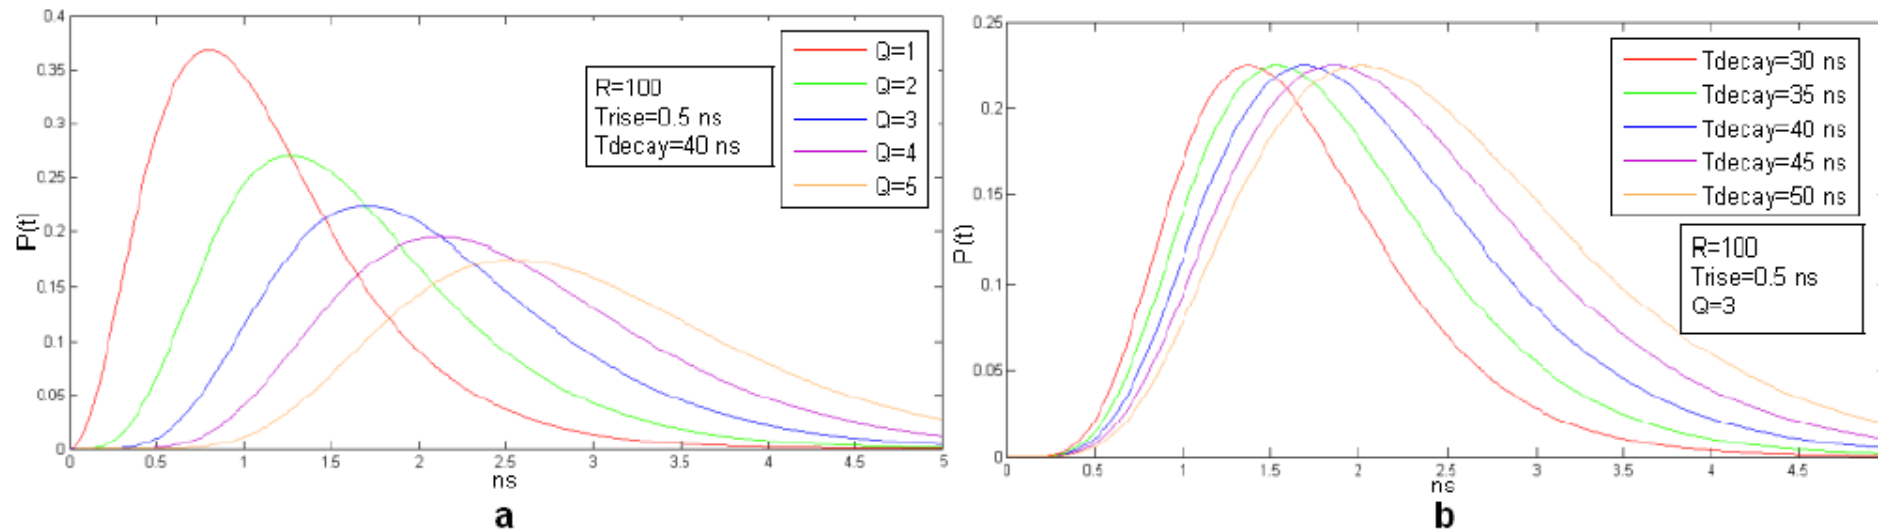 0.4
0.35
0.3
0.25
0.2
0.15
0.1
0.05
0
P(t)
0 0.5 1 1.5 2 2.5 3 3.5 4 4.5 5
ns
R=100
Trise=0.5 ns
Tdecay=40 ns
Q=1
Q=2
Q=3
Q=4
Q=5
a
0.25
0.2
0.15
0.1
0.05
0
P(t)
0 0.5 1 1.5 2 2.5 3 3.5 4 4.5
ns
Tdecay=30 ns
Tdecay=35 ns
Tdecay=40 ns
Tdecay=45 ns
Tdecay=50 ns
R=100
Trise=0.5 ns
Q=3
b